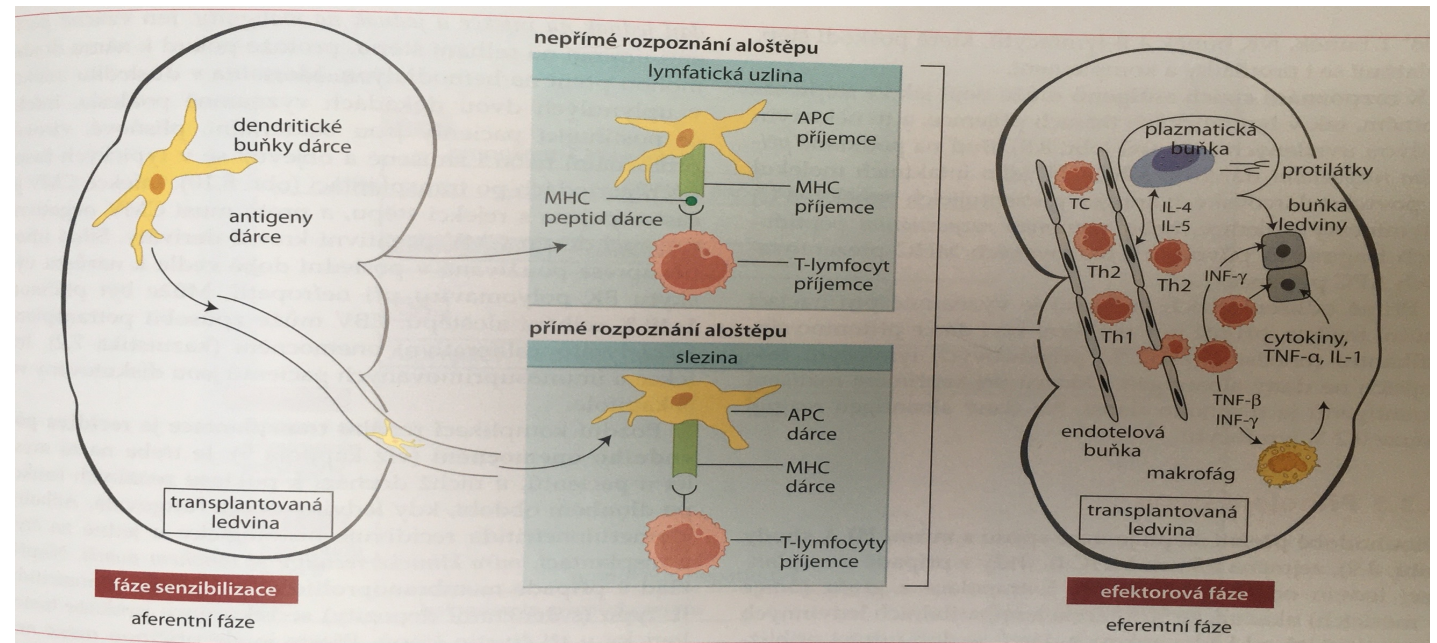 dendritické
buňky dárce
antigeny
dárce
transplantovaná
ledvina
fáze senzibilizace
aferentní fáze
nepřímé rozpoznání aloštěpu
lymfatická uzlina
APC
příjemce
MHC
příjemce
MHC
peptid dárce
T-lymfocyt
příjemce
přímé rozpoznání aloštěpu
slezina
APC
dárce
MHC
dárce
T-lymfocyty
příjemce
plazmatická
buňka
protilátky
TC
IL-4
IL-5
buňka
ledviny
Th2
Th2
INF-γ
Th1
cytokiny,
TNF-α, IL-1
TNF-β
INF-γ
endotelová
buňka
makrofág
transplantovaná
ledvina
efektorová fáze
eferentní fáze